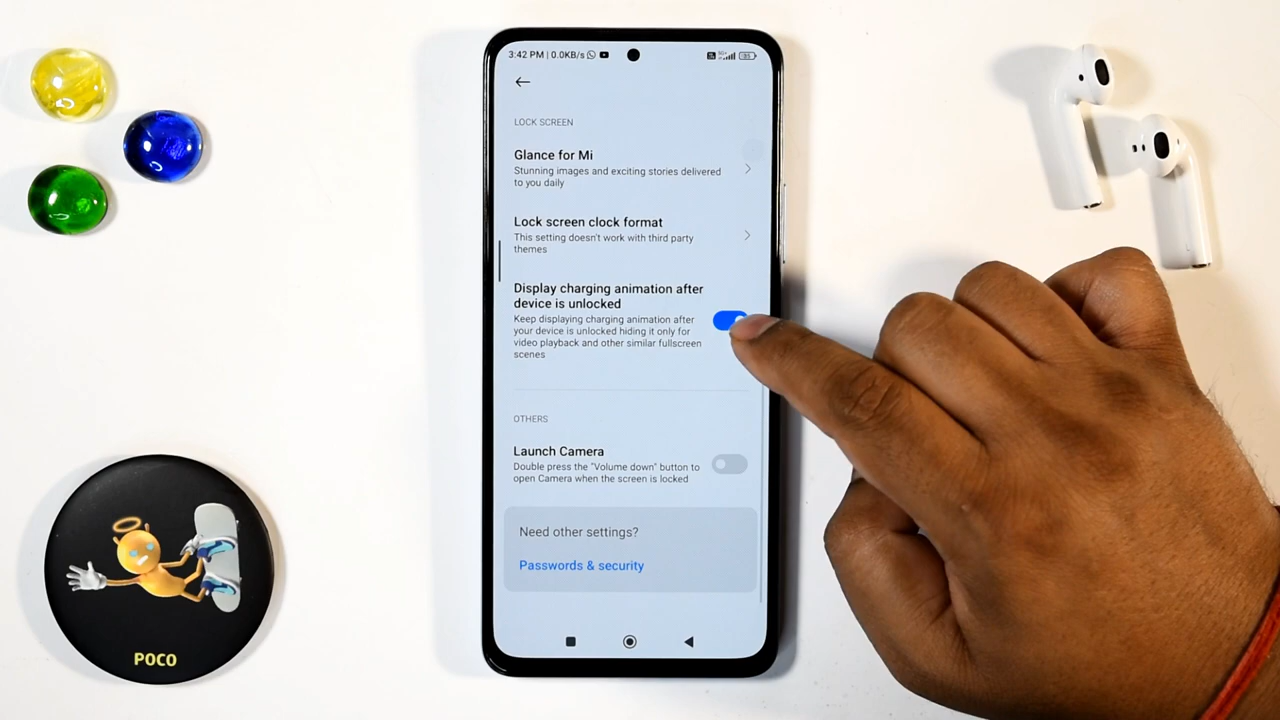 3:42 PM | 0.0KB/s
←
LOCK SCREEN
Glance for Mi
Stunning images and exciting stories delivered
to you daily
Lock screen clock format
This setting doesn't work with third party
themes
Display charging animation after
device is unlocked
Keep displaying charging animation after
your device is unlocked hiding it only for
video playback and other similar fullscreen
scenes
OTHERS
Launch Camera
Double press the "Volume down" button to
open Camera when the screen is locked
Need other settings?
Passwords & security
POCO